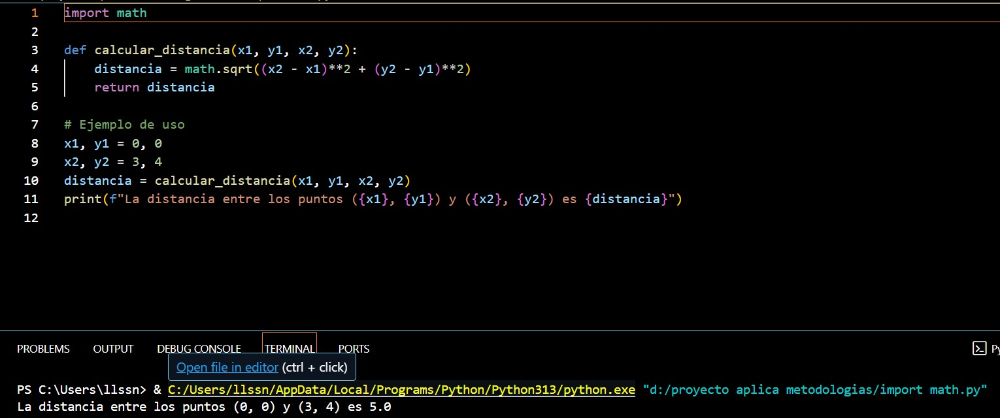 1 import math
2
3 def calcular_distancia(x1, y1, x2, y2):
4     distancia = math.sqrt((x2 - x1)**2 + (y2 - y1)**2)
5     return distancia
6
7 # Ejemplo de uso
8 x1, y1 = 0, 0
9 x2, y2 = 3, 4
10 distancia = calcular_distancia(x1, y1, x2, y2)
11 print(f"La distancia entre los puntos ({x1}, {y1}) y ({x2}, {y2}) es {distancia}")
12
PROBLEMS OUTPUT DEBUG CONSOLE TERMINAL PORTS Py
Open file in editor (ctrl + click)
PS C:\Users\llssn> & C:/Users/llssn/AppData/Local/Programs/Python/Python313/python.exe "d:/proyecto aplica metodologias/import math.py"
La distancia entre los puntos (0, 0) y (3, 4) es 5.0